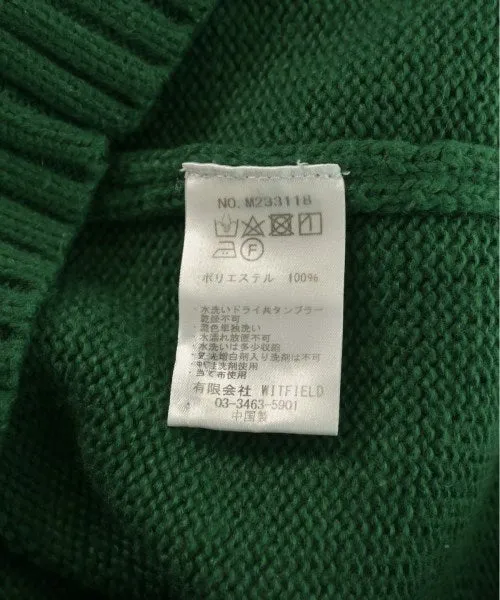 NO. M233118
ポリエステル 100%
・水洗いドライ共タンブラー
乾燥不可
・濃色単独洗い
・水濡れ放置不可
・水洗いは多少収縮
・蛍光増白剤入り洗剤は不可
・中性洗剤使用
・当て布使用
有限会社 WITFIELD
03-3463-5901
中国製